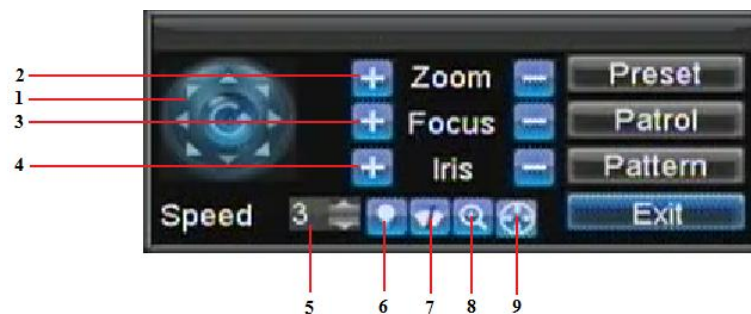 2 + Zoom − Preset
1
3 + Focus − Patrol
4 + Iris − Pattern
Speed 3 Exit
5 6 7 8 9